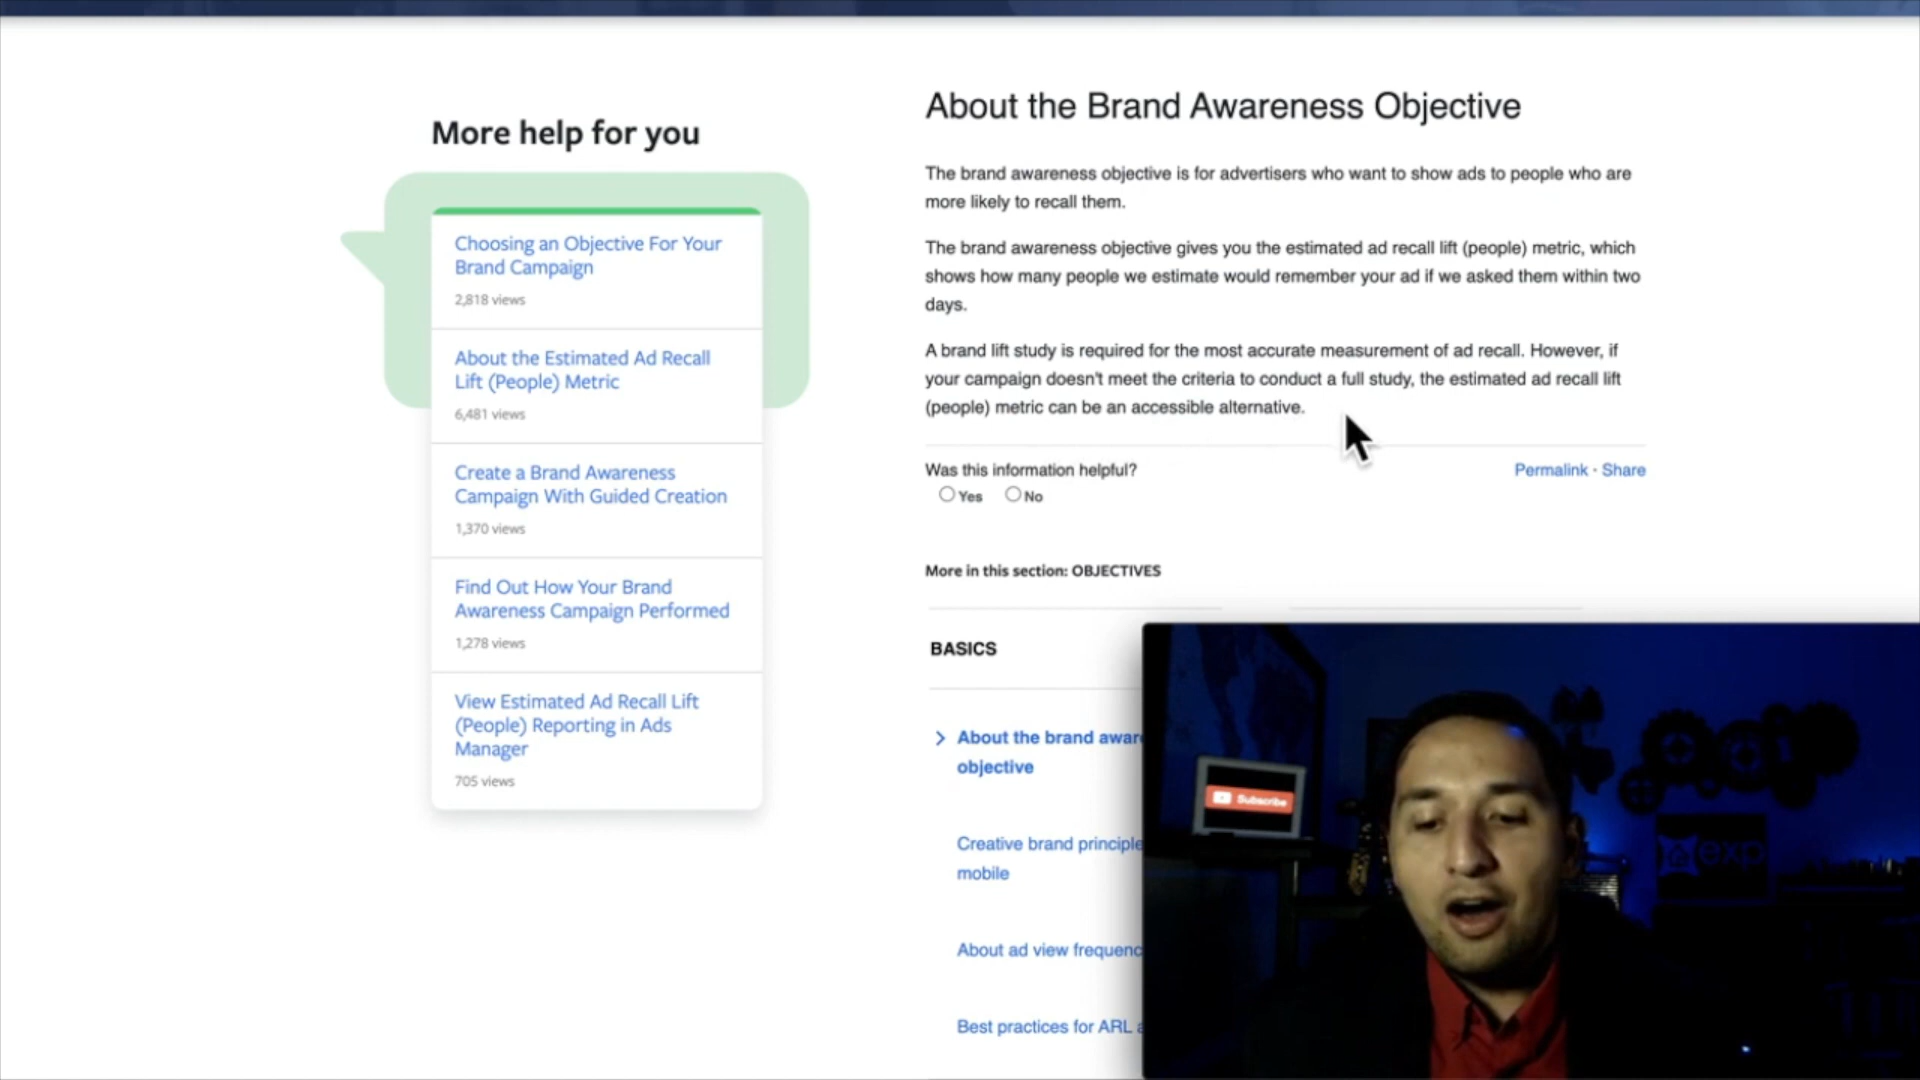 More help for you
Choosing an Objective For Your
Brand Campaign
2,818 views
About the Estimated Ad Recall
Lift (People) Metric
6,481 views
Create a Brand Awareness
Campaign With Guided Creation
1,370 views
Find Out How Your Brand
Awareness Campaign Performed
1,278 views
View Estimated Ad Recall Lift
(People) Reporting in Ads
Manager
705 views
About the Brand Awareness Objective
The brand awareness objective is for advertisers who want to show ads to people who are
more likely to recall them.
The brand awareness objective gives you the estimated ad recall lift (people) metric, which
shows how many people we estimate would remember your ad if we asked them within two
days.
A brand lift study is required for the most accurate measurement of ad recall. However, if
your campaign doesn't meet the criteria to conduct a full study, the estimated ad recall lift
(people) metric can be an accessible alternative.
Was this information helpful?
Yes No
Permalink · Share
More in this section: OBJECTIVES
BASICS
About the brand
objective
Creative brand
mobile
About ad view
Best practices for ARL
Subscribe
exp